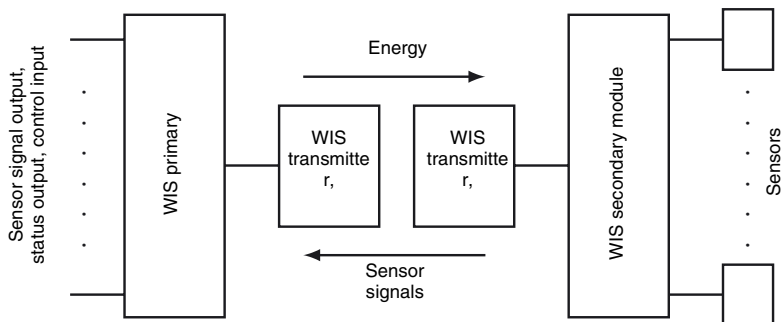 Sensor signal output,
status output, control input
WIS primary
Energy
WIS
transmitte
r,
WIS
transmitte
r,
Sensor
signals
WIS secondary module
Sensors